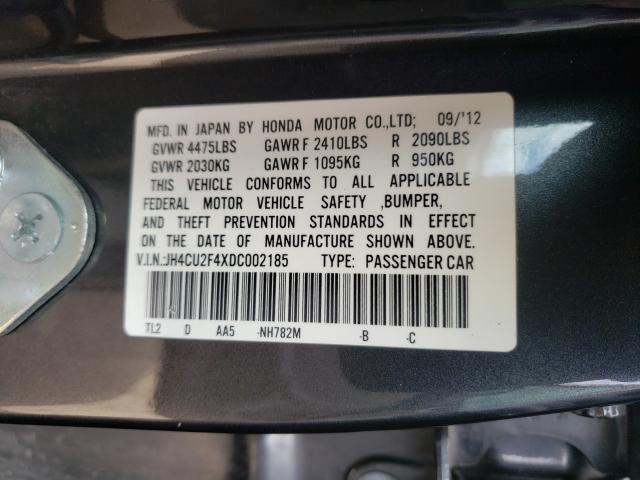 MFD. IN JAPAN BY HONDA MOTOR CO.,LTD; 09/'12
GVWR 4475LBS GAWR F 2410LBS R 2090LBS
GVWR 2030KG GAWR F 1095KG R 950KG
THIS VEHICLE CONFORMS TO ALL APPLICABLE
FEDERAL MOTOR VEHICLE SAFETY ,BUMPER,
AND THEFT PREVENTION STANDARDS IN EFFECT
ON THE DATE OF MANUFACTURE SHOWN ABOVE.
V.I.N.:JH4CU2F4XDC002185 TYPE: PASSENGER CAR
TL2 D AA5 -NH782M -B -C